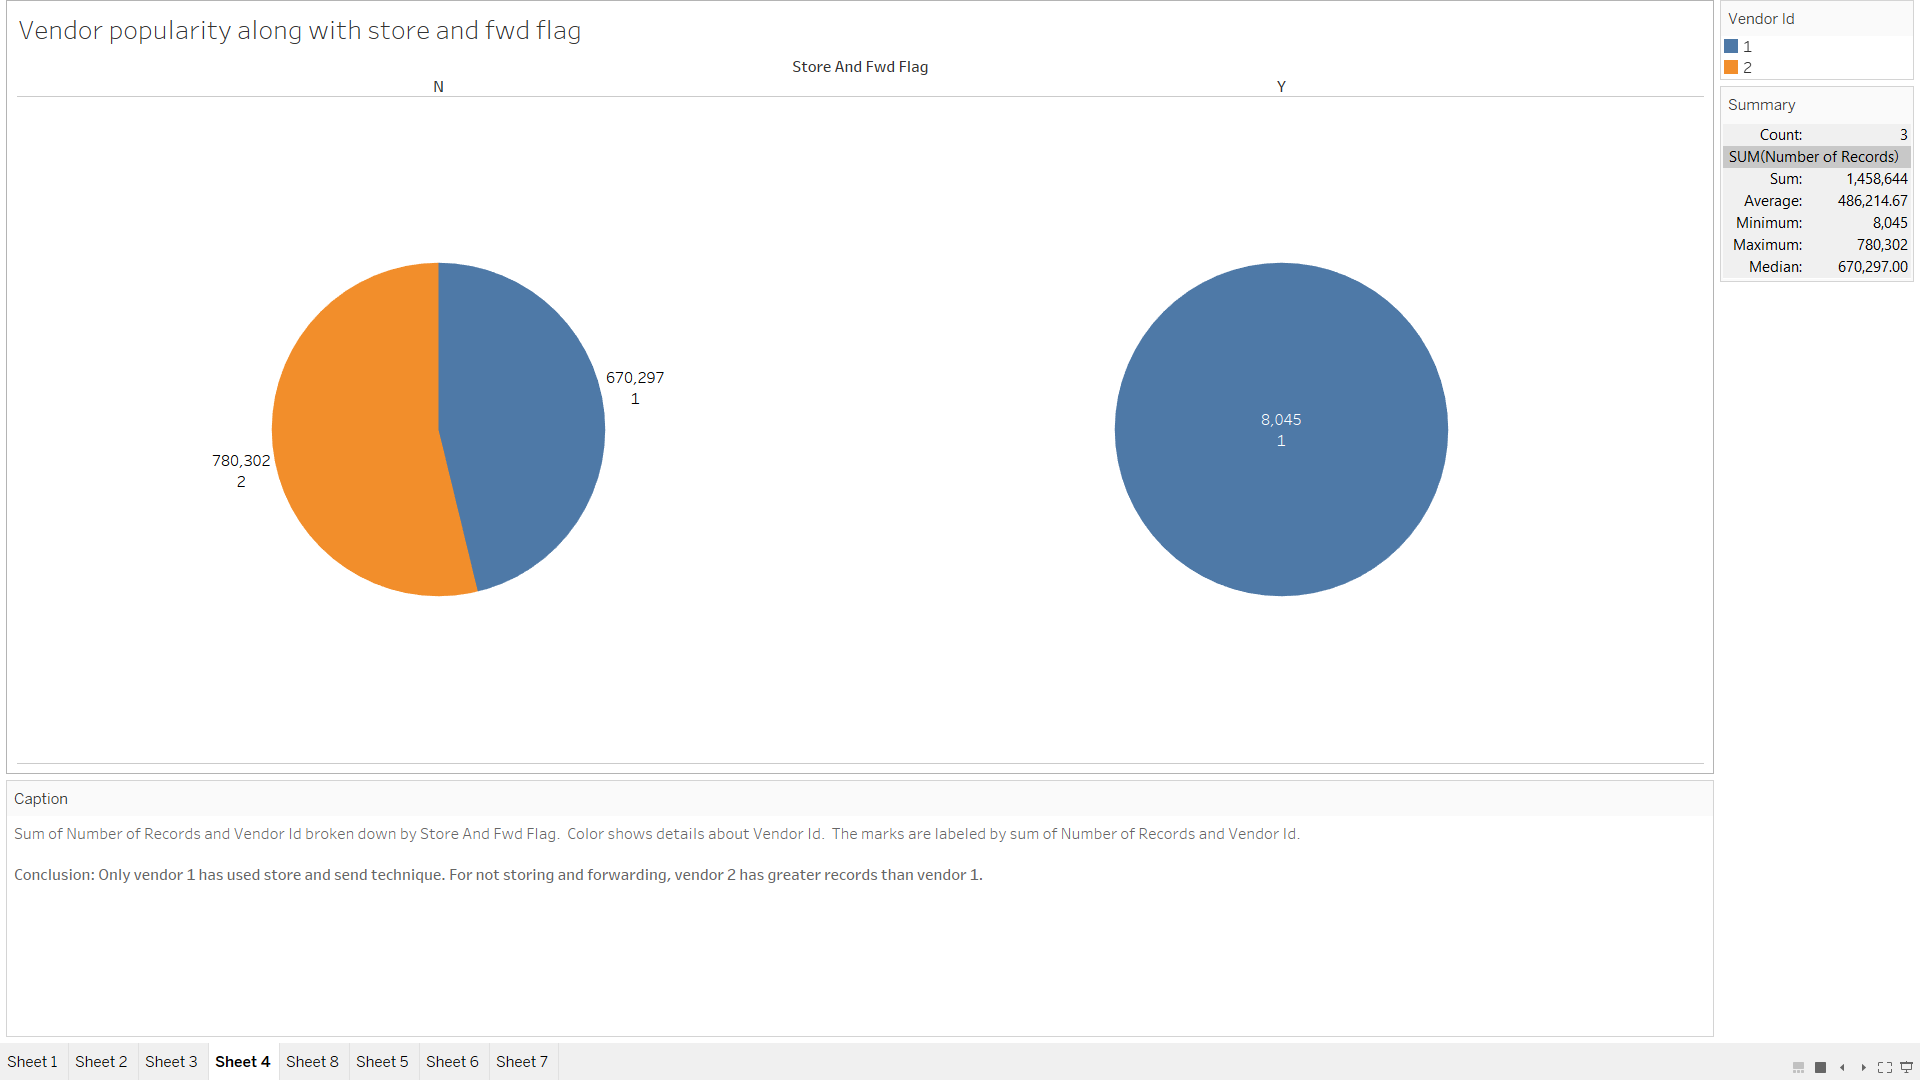 Vendor popularity along with store and fwd flag
Store And Fwd Flag
N
Y
670,297
1
780,302
2
8,045
1
Vendor Id
1
2
Summary
Count: 3
SUM(Number of Records)
Sum: 1,458,644
Average: 486,214.67
Minimum: 8,045
Maximum: 780,302
Median: 670,297.00
Caption
Sum of Number of Records and Vendor Id broken down by Store And Fwd Flag.  Color shows details about Vendor Id.  The marks are labeled by sum of Number of Records and Vendor Id.
Conclusion: Only vendor 1 has used store and send technique. For not storing and forwarding, vendor 2 has greater records than vendor 1.
Sheet 1 Sheet 2 Sheet 3 Sheet 4 Sheet 8 Sheet 5 Sheet 6 Sheet 7